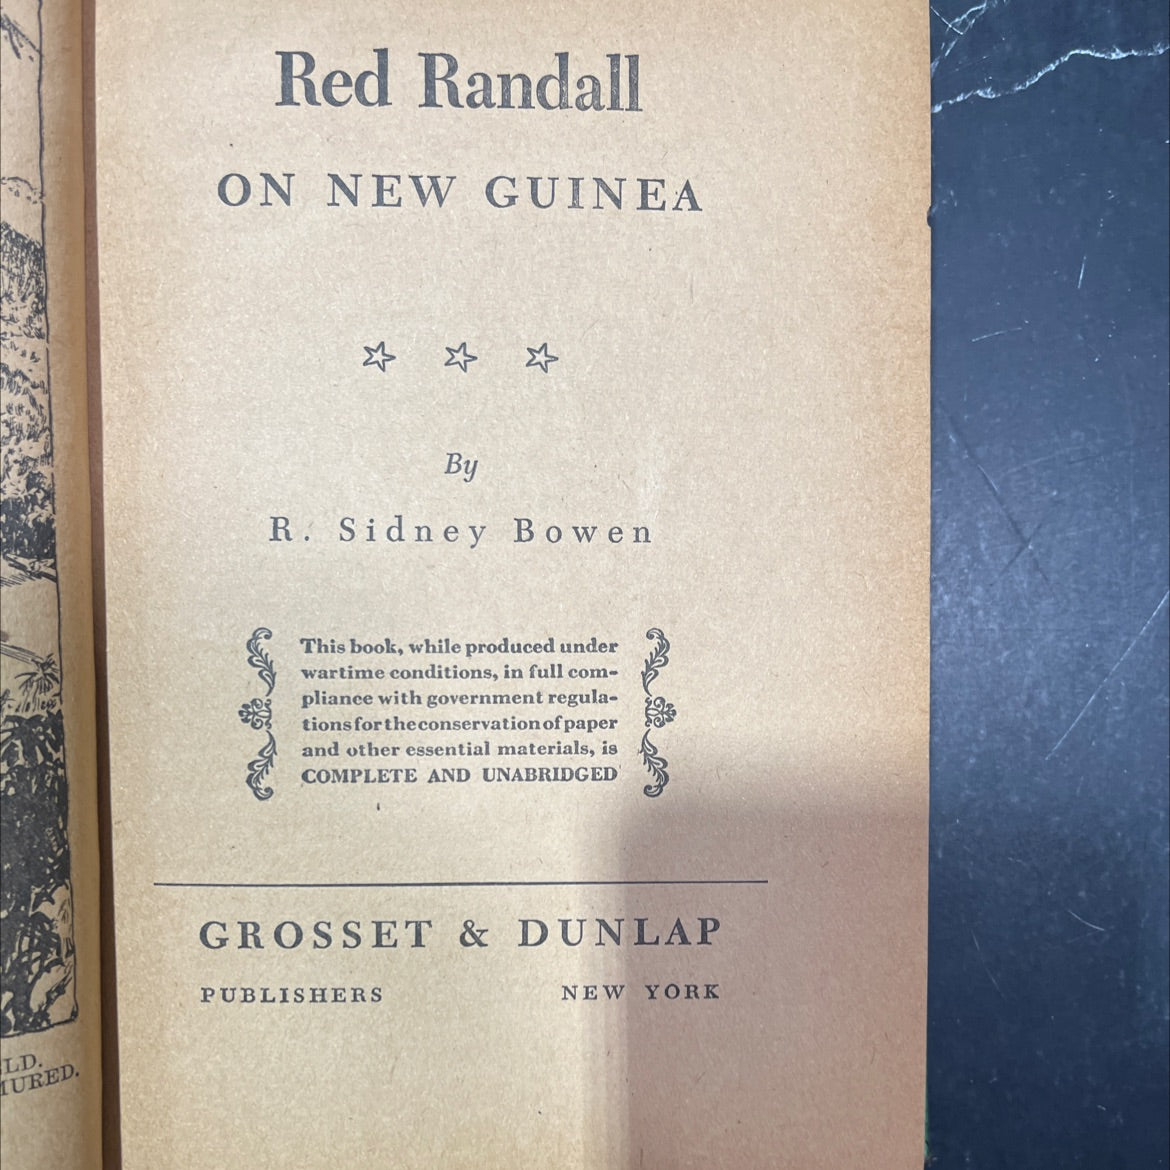 Red Randall
ON NEW GUINEA
By
R. Sidney Bowen
This book, while produced under
wartime conditions, in full com-
pliance with government regula-
tions for the conservation of paper
and other essential materials, is
COMPLETE AND UNABRIDGED
GROSSET & DUNLAP
PUBLISHERS NEW YORK